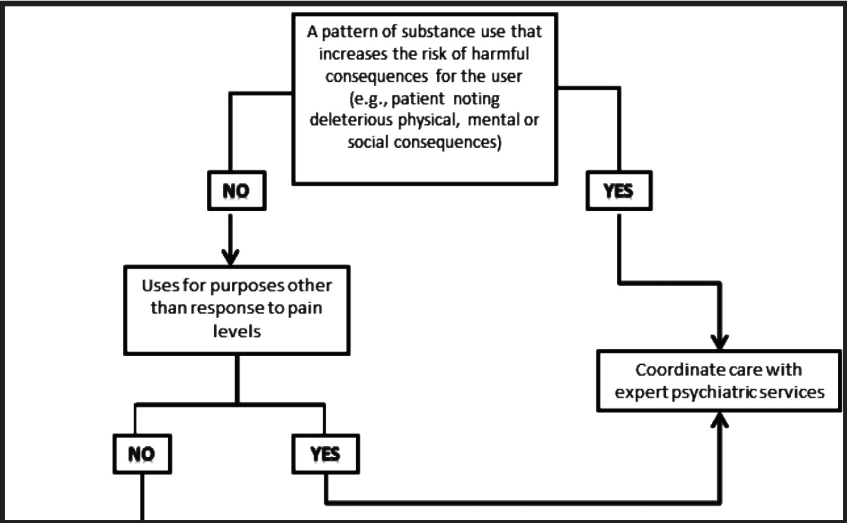 A pattern of substance use that
increases the risk of harmful
consequences for the user
(e.g., patient noting
deleterious physical, mental or
social consequences)
NO
YES
Uses for purposes other
than response to pain
levels
Coordinate care with
expert psychiatric services
NO
YES